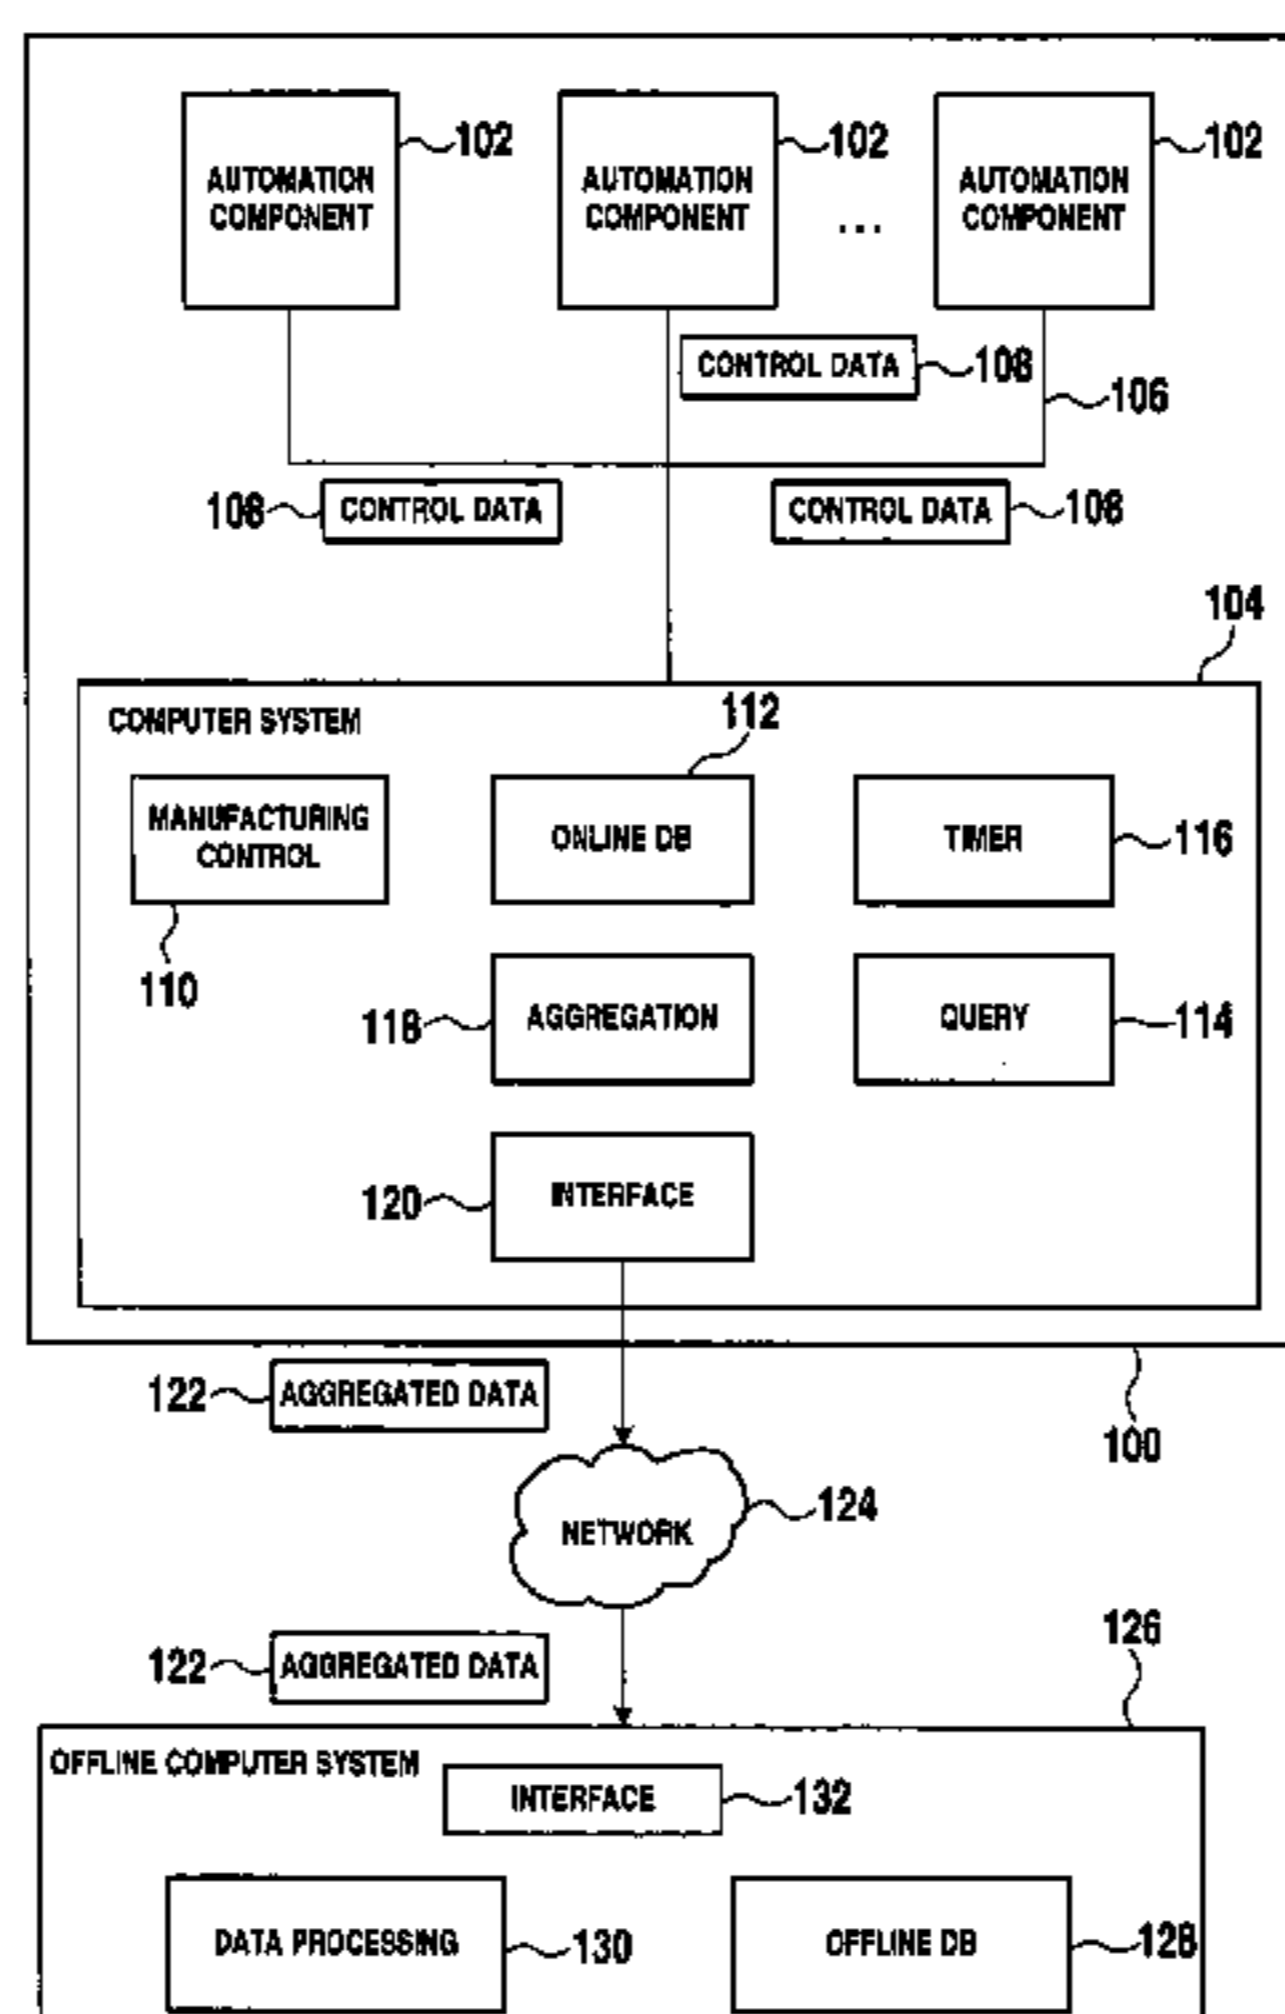 102
102
102
AUTOMATION
COMPONENT
AUTOMATION
COMPONENT
...
AUTOMATION
COMPONENT
CONTROL DATA
108
106
108
CONTROL DATA
CONTROL DATA
108
104
COMPUTER SYSTEM
112
MANUFACTURING
CONTROL
ONLINE DB
TIMER
116
110
118
AGGREGATION
QUERY
114
120
INTERFACE
122
AGGREGATED DATA
100
124
NETWORK
122
AGGREGATED DATA
126
OFFLINE COMPUTER SYSTEM
INTERFACE
132
DATA PROCESSING
130
OFFLINE DB
128